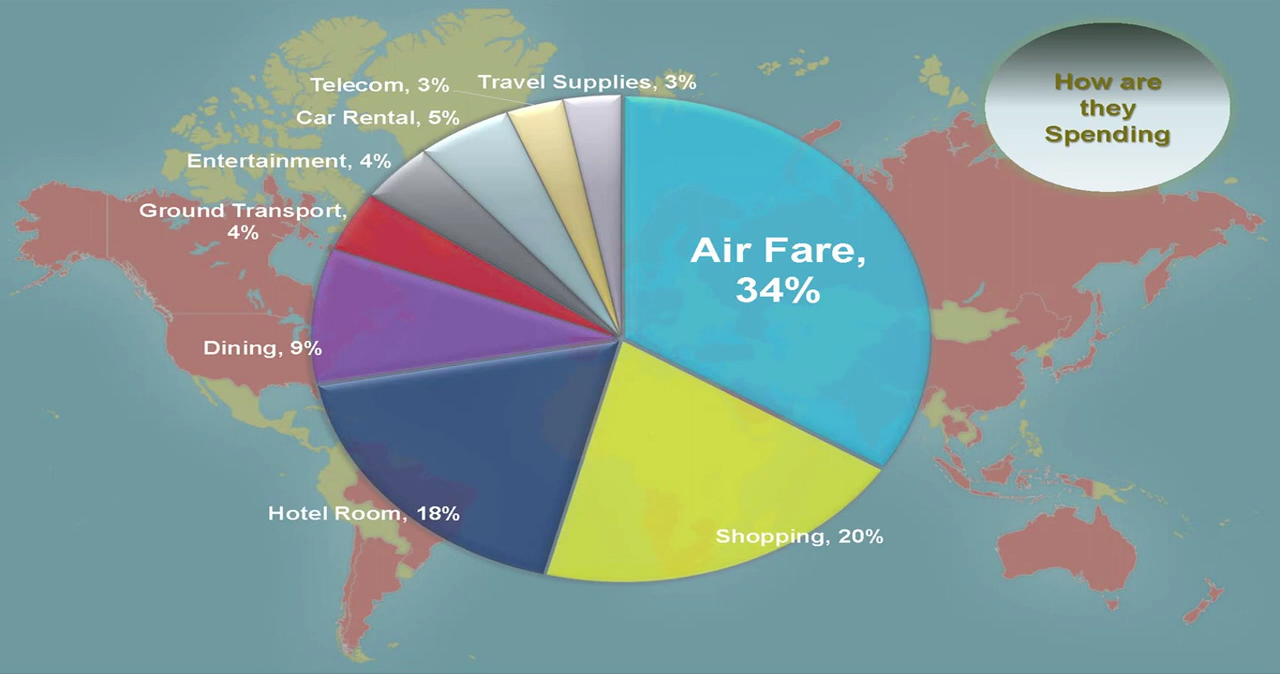 How are
they
Spending
Telecom, 3%
Travel Supplies, 3%
Car Rental, 5%
Entertainment, 4%
Ground Transport,
4%
Air Fare,
34%
Dining, 9%
Hotel Room, 18%
Shopping, 20%